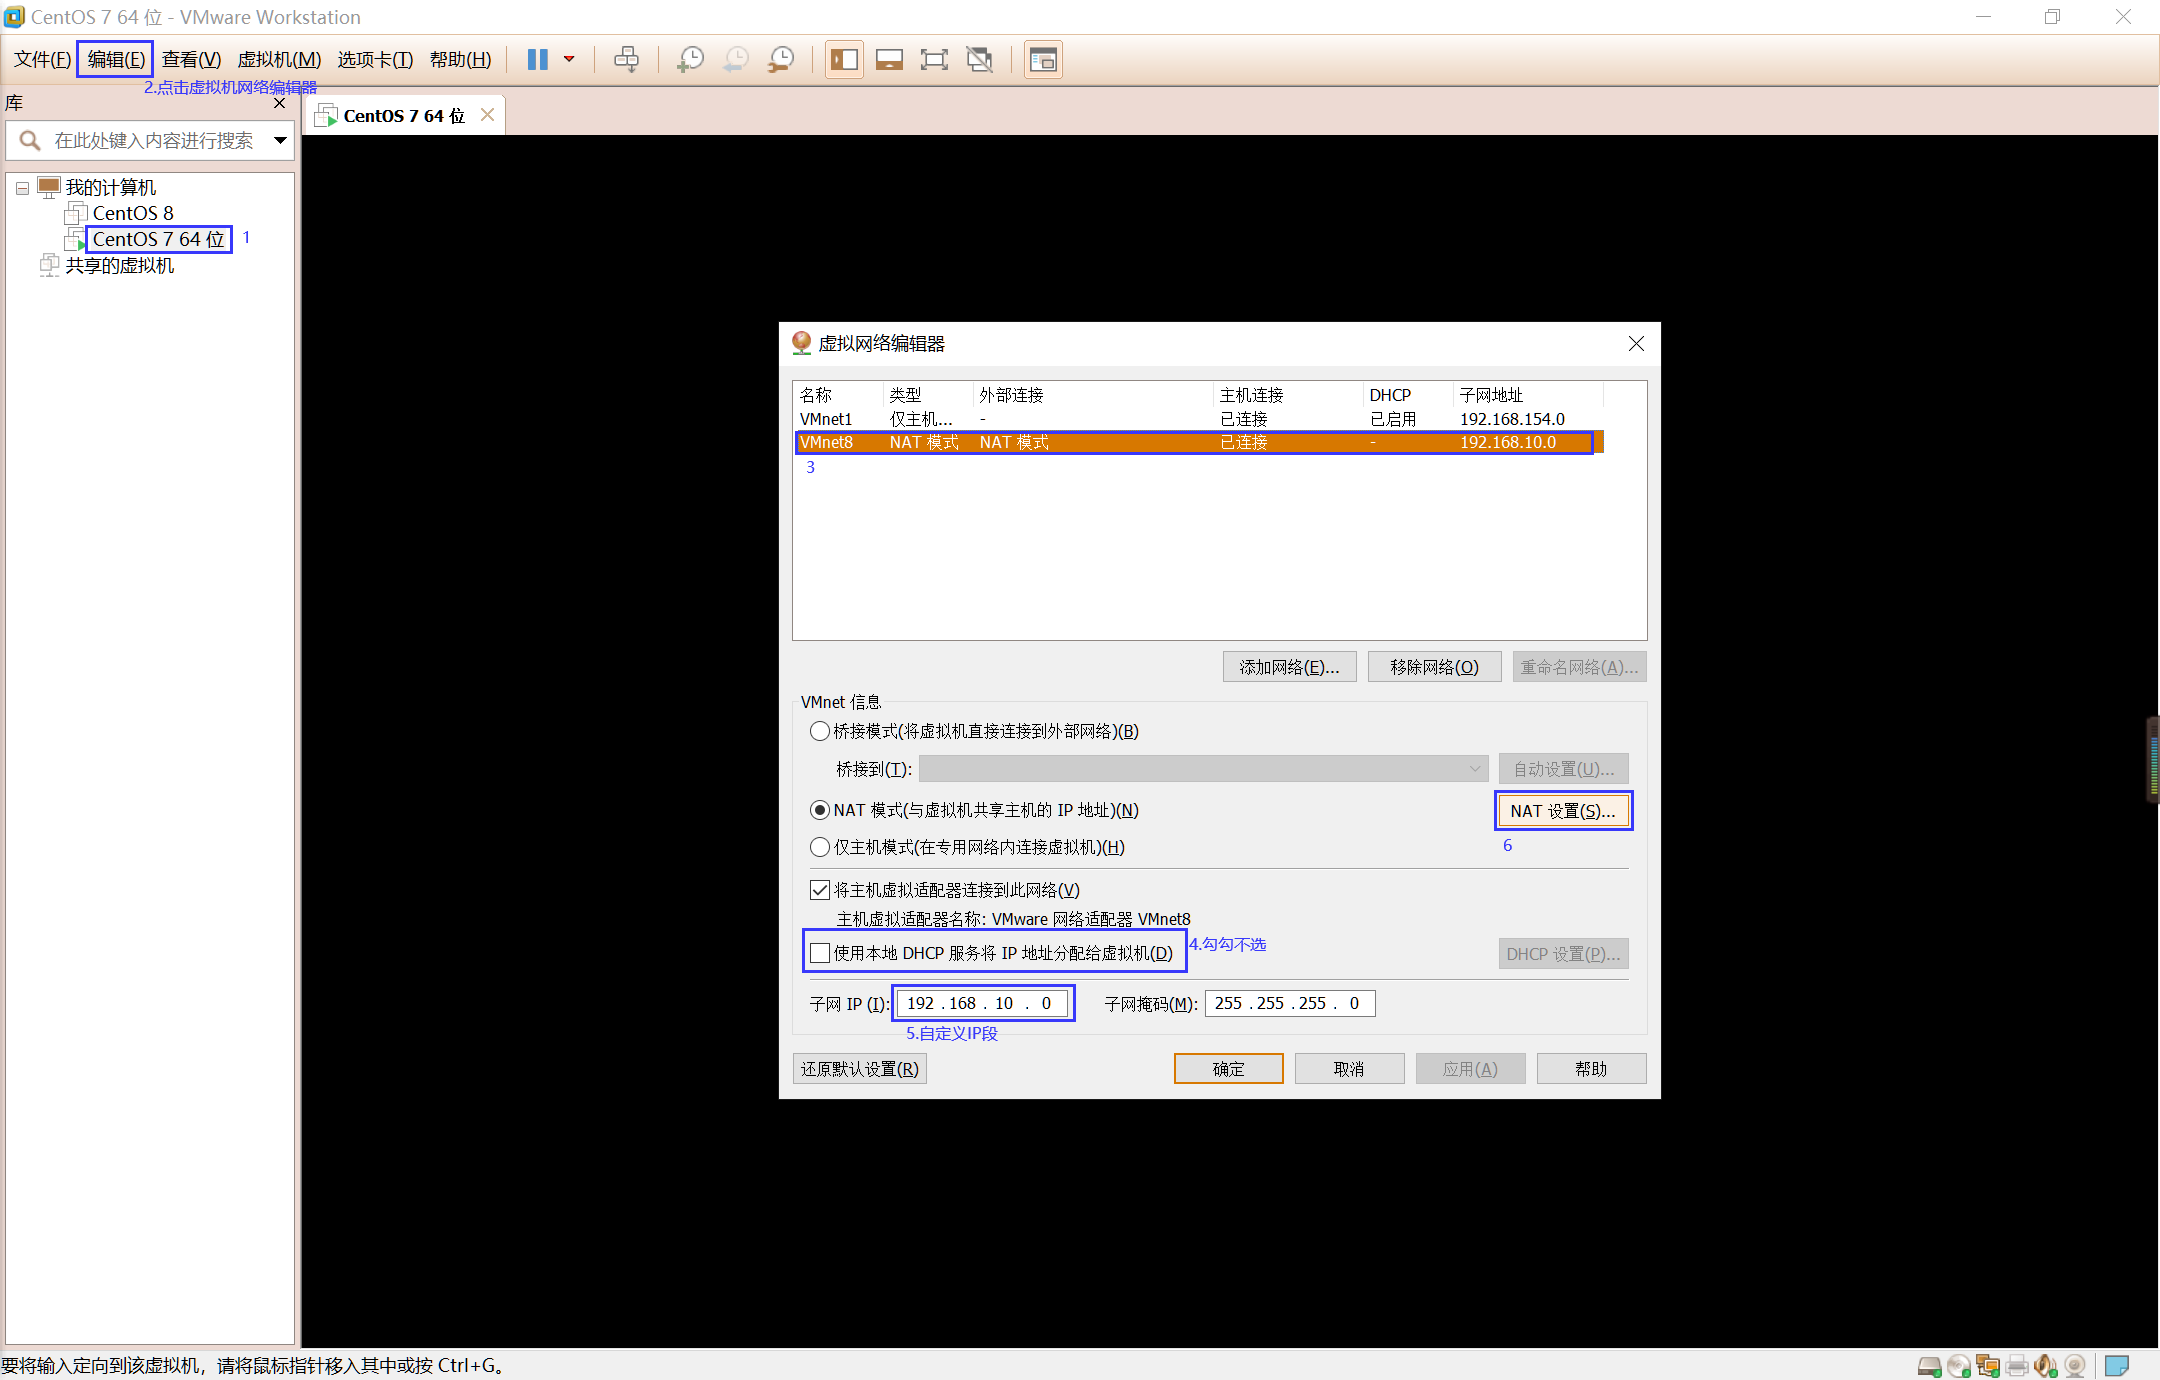 CentOS 7 64 位 - VMware Workstation
文件(F) 编辑(E) 查看(V) 虚拟机(M) 选项卡(T) 帮助(H)
2.点击虚拟机网络编辑器
库
CentOS 7 64 位
在此处键入内容进行搜索
我的计算机
CentOS 8
CentOS 7 64 位 1
共享的虚拟机
虚拟网络编辑器
名称 类型 外部连接 主机连接 DHCP 子网地址
VMnet1 仅主机... - 已连接 已启用 192.168.154.0
VMnet8 NAT 模式 NAT 模式 已连接 - 192.168.10.0
3
添加网络(E)... 移除网络(O) 重命名网络(A)...
VMnet 信息
桥接模式(将虚拟机直接连接到外部网络)(B)
桥接到(T): 自动设置(U)...
NAT 模式(与虚拟机共享主机的 IP 地址)(N) NAT 设置(S)...
6
仅主机模式(在专用网络内连接虚拟机)(H)
将主机虚拟适配器连接到此网络(V)
主机虚拟适配器名称: VMware 网络适配器 VMnet8
使用本地 DHCP 服务将 IP 地址分配给虚拟机(D) 4.勾勾不选 DHCP 设置(P)...
子网 IP (I): 192 . 168 . 10 . 0 子网掩码(M): 255 . 255 . 255 . 0
5.自定义IP段
还原默认设置(R) 确定 取消 应用(A) 帮助
要将输入定向到该虚拟机，请将鼠标指针移入其中或按 Ctrl+G。